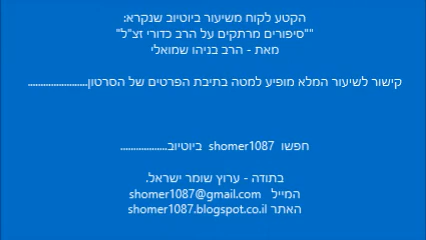 הקטע לקוח משיעור ביוטיוב שנקרא:
""סיפורים מרתקים על הרב כדורי זצ"ל"
מאת - הרב בניהו שמואלי
קישור לשיעור המלא מופיע למטה בתיבת הפרטים של הסרטון.......................
חפשו shomer1087 ביוטיוב..................
בתודה - ערוץ שומר ישראל.
המייל shomer1087@gmail.com
האתר shomer1087.blogspot.co.il